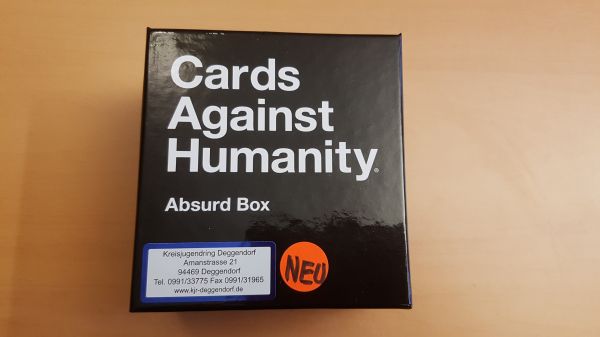 Cards
Against
Humanity®
Absurd Box
Kreisjugendring Deggendorf
Amanstrasse 21
94469 Deggendorf
Tel. 0991/33775 Fax 0991/31965
www.kjr-deggendorf.de
NEU